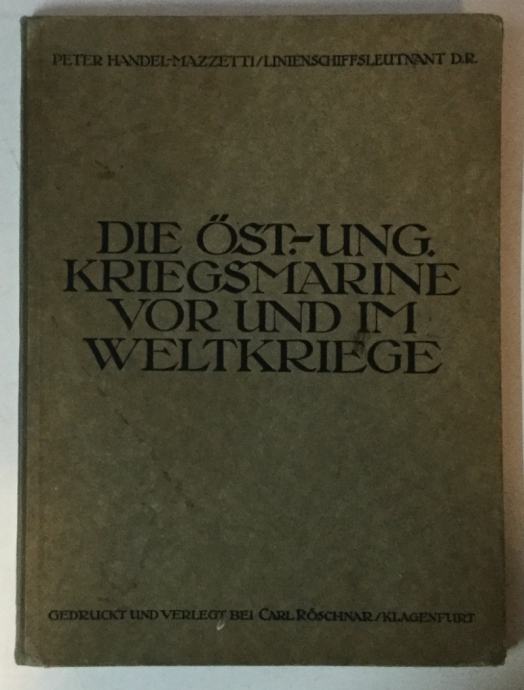 PETER HANDEL-MAZZETTI/LINIENSCHIFFSLEUTNANT D.R.
DIE ÖST.-UNG.
KRIEGSMARINE
VOR UND IM
WELTKRIEGE
GEDRUCKT UND VERLEGT BEI CARL RÖSCHNAR/KLAGENFURT